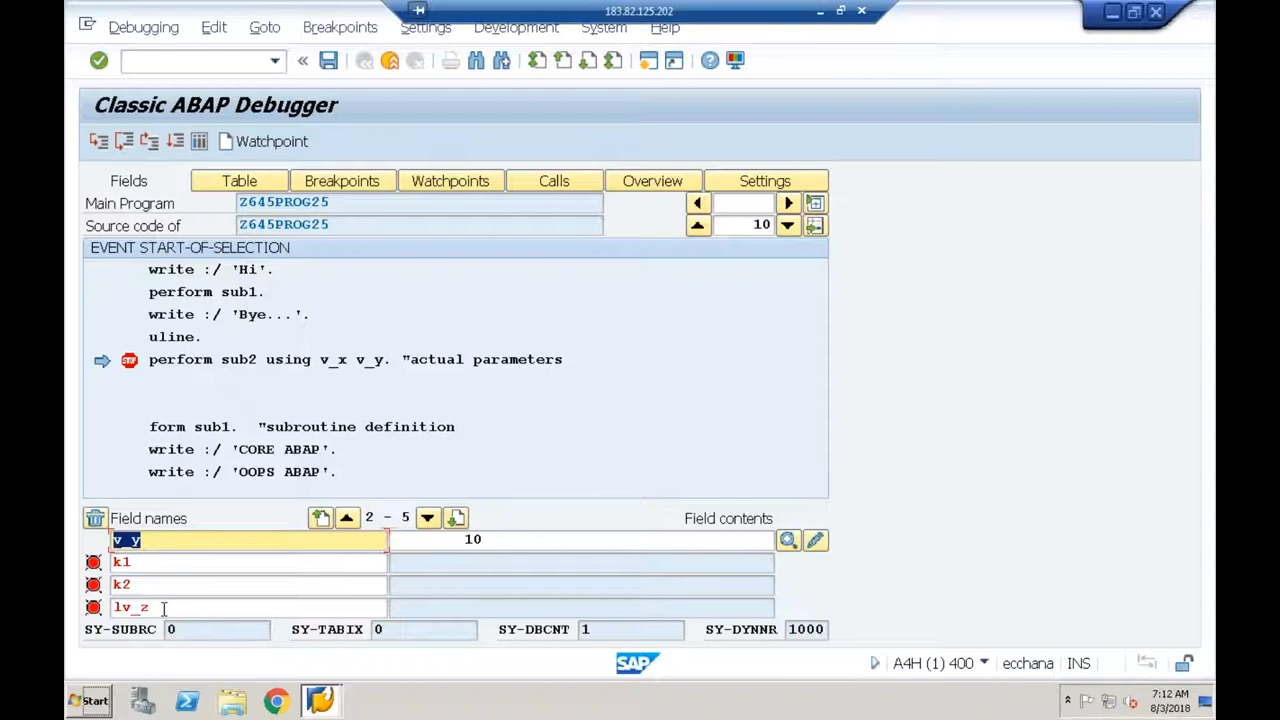 183.82.125.202
Debugging Edit Goto Breakpoints Settings Development System Help
Classic ABAP Debugger
Watchpoint
Fields Table Breakpoints Watchpoints Calls Overview Settings
Main Program Z645PROG25
Source code of Z645PROG25 10
EVENT START-OF-SELECTION
write :/ 'Hi'.
perform sub1.
write :/ 'Bye...'.
uline.
STOP perform sub2 using v_x v_y. "actual parameters
form sub1. "subroutine definition
write :/ 'CORE ABAP'.
write :/ 'OOPS ABAP'.
Field names 2 - 5 Field contents
v_y 10
k1
k2
lv_z
SY-SUBRC 0 SY-TABIX 0 SY-DBCNT 1 SY-DYNNR 1000
SAP A4H (1) 400 ecchana INS
Start 7:12 AM
8/3/2018